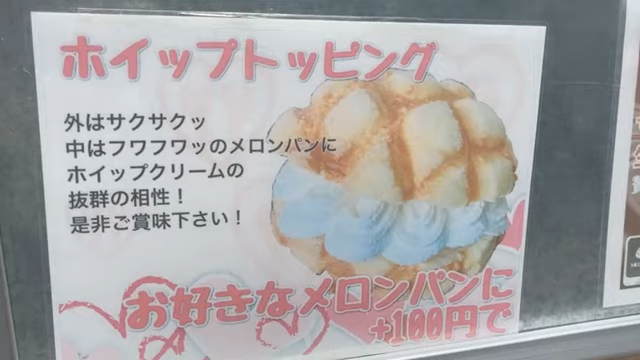 ホイップトッピング
外はサクサクッ
中はフワフワッのメロンパンに
ホイップクリームの
抜群の相性！
是非ご賞味下さい！
お好きなメロンパンに
+100円で